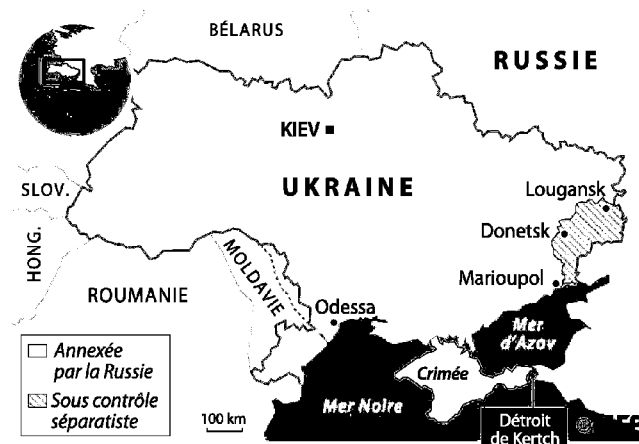 BÉLARUS
RUSSIE
KIEV
SLOV.
UKRAINE
Lougansk
HONG.
Donetsk
MOLDAVIE
Marioupol
ROUMANIE
Odessa
Mer
d'Azov
Annexée
par la Russie
Crimée
Sous contrôle
séparatiste
100 km
Mer Noire
Détroit
de Kertch